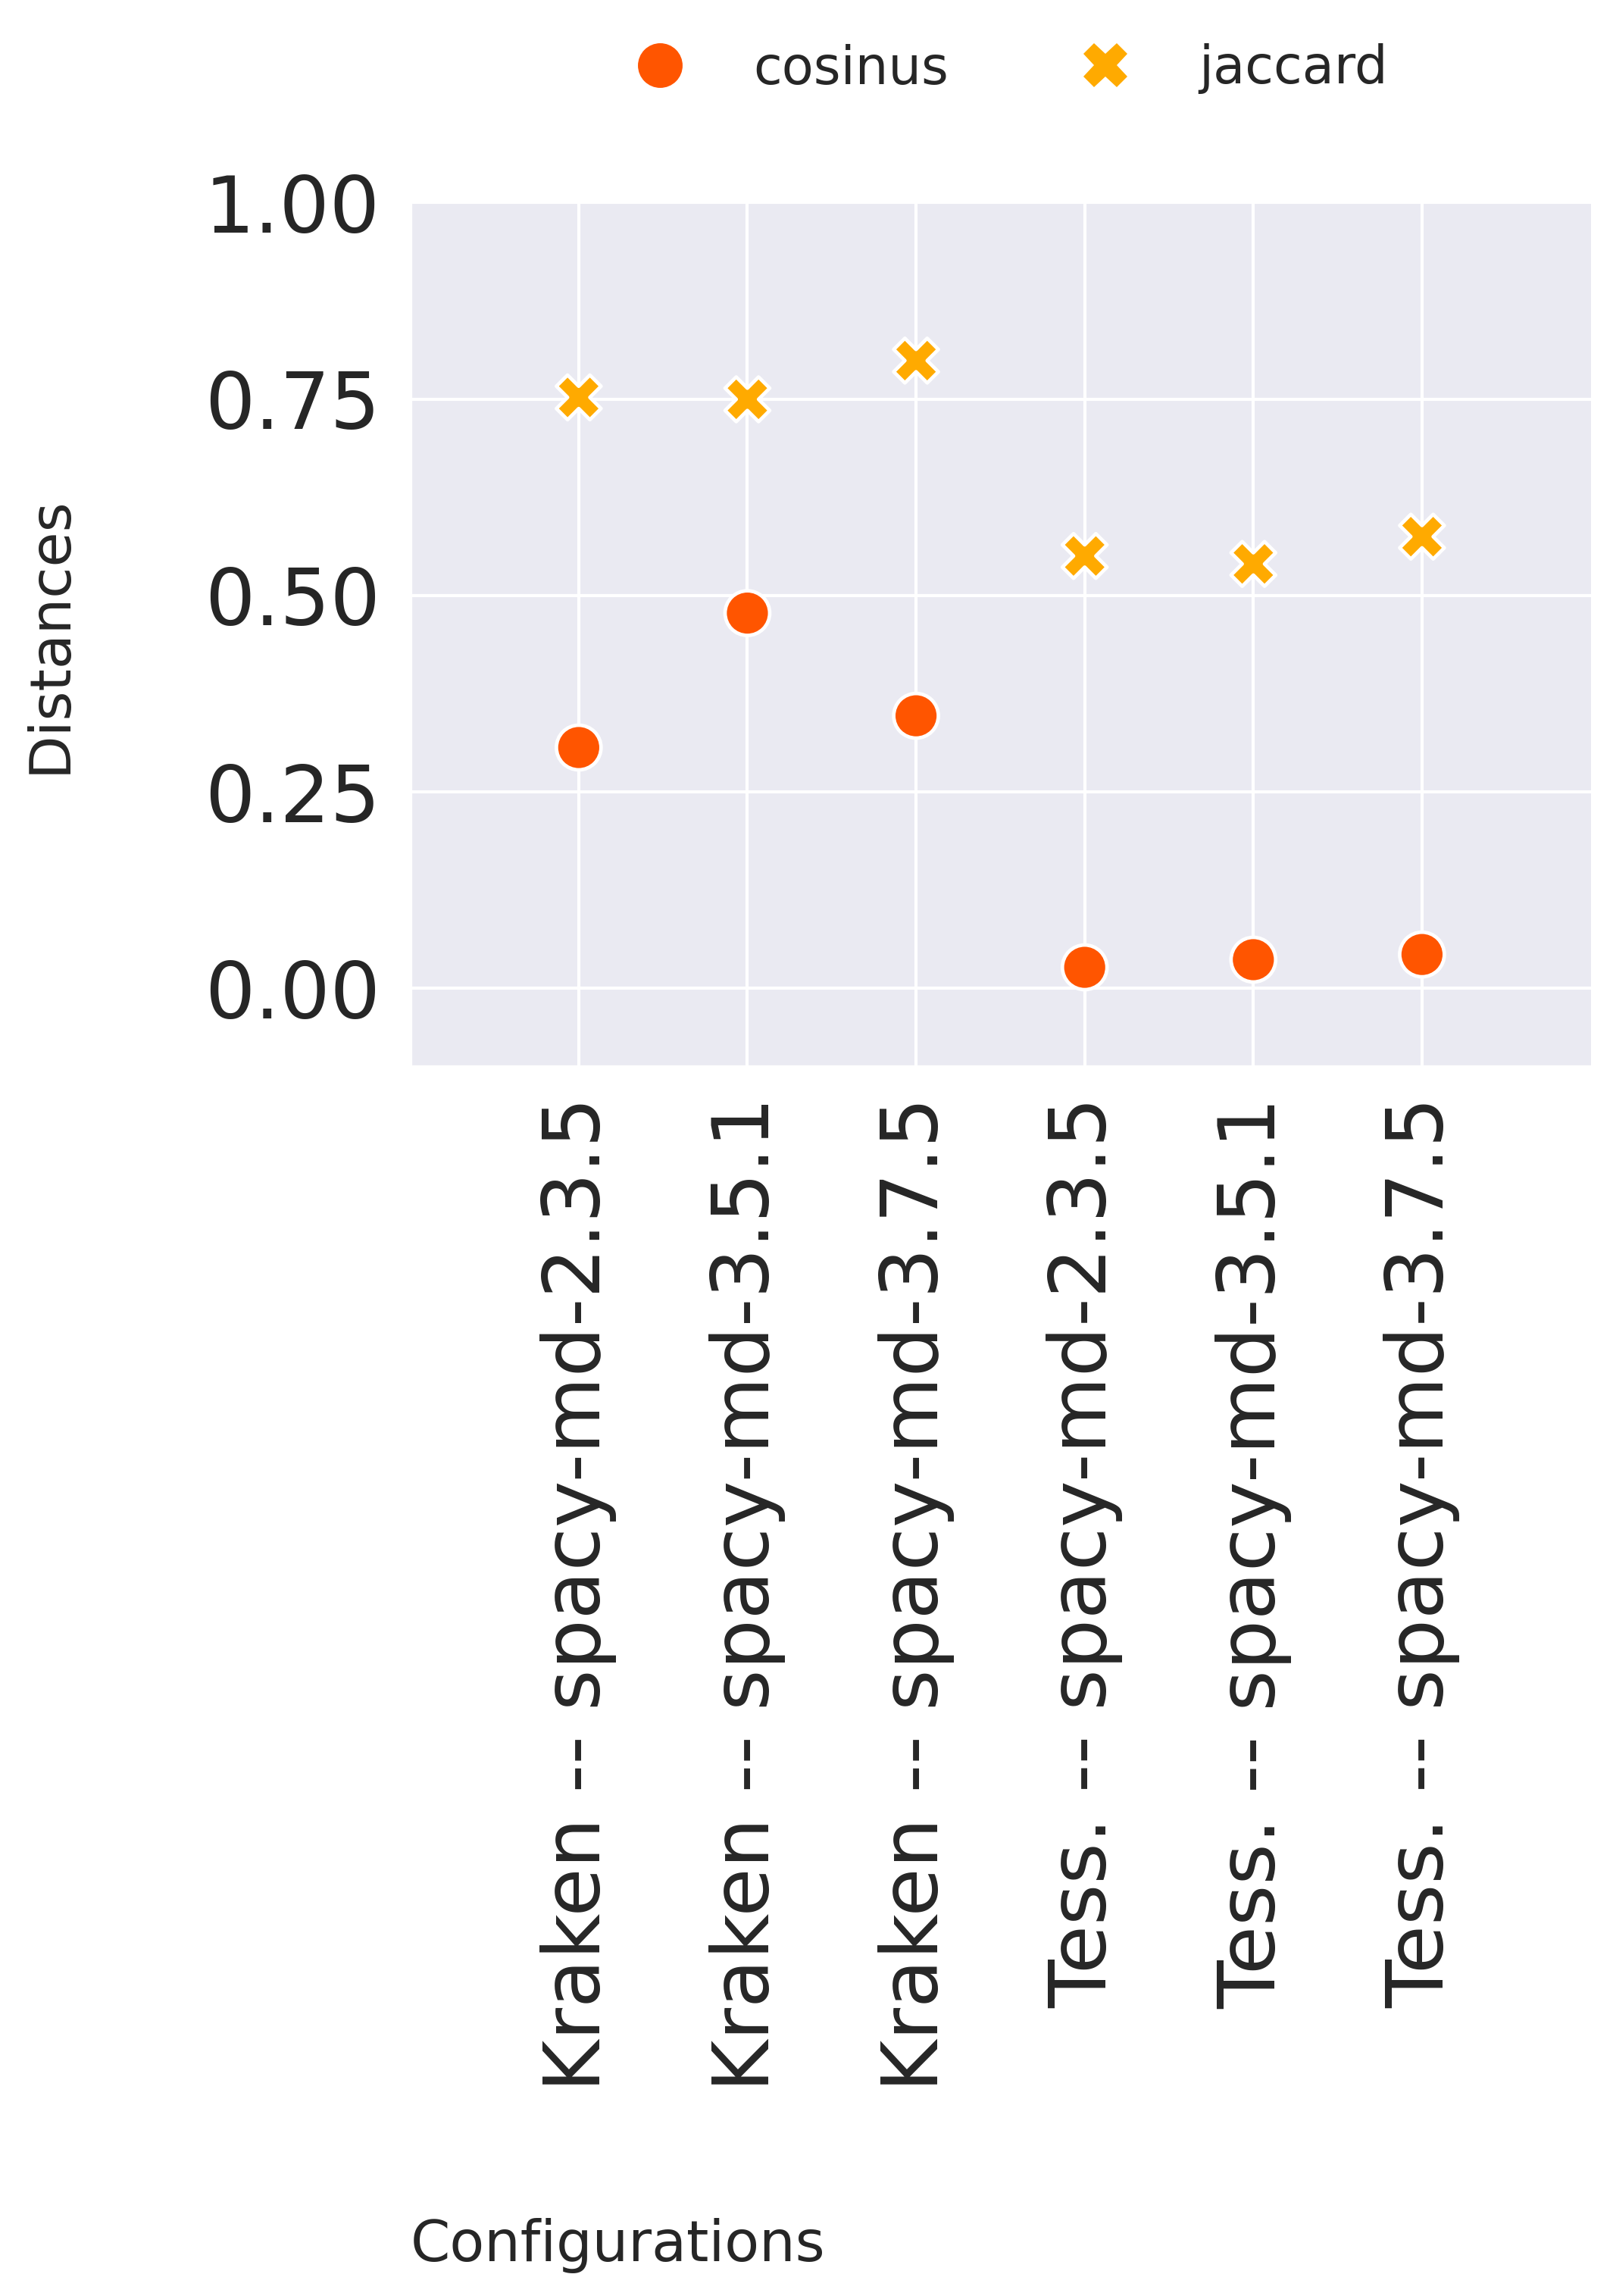 cosinus jaccard
1.00
0.75
0.50
0.25
0.00
Distances
Kraken -- spacy-md-2.3.5
Kraken -- spacy-md-3.5.1
Kraken -- spacy-md-3.7.5
Tess. -- spacy-md-2.3.5
Tess. -- spacy-md-3.5.1
Tess. -- spacy-md-3.7.5
Configurations